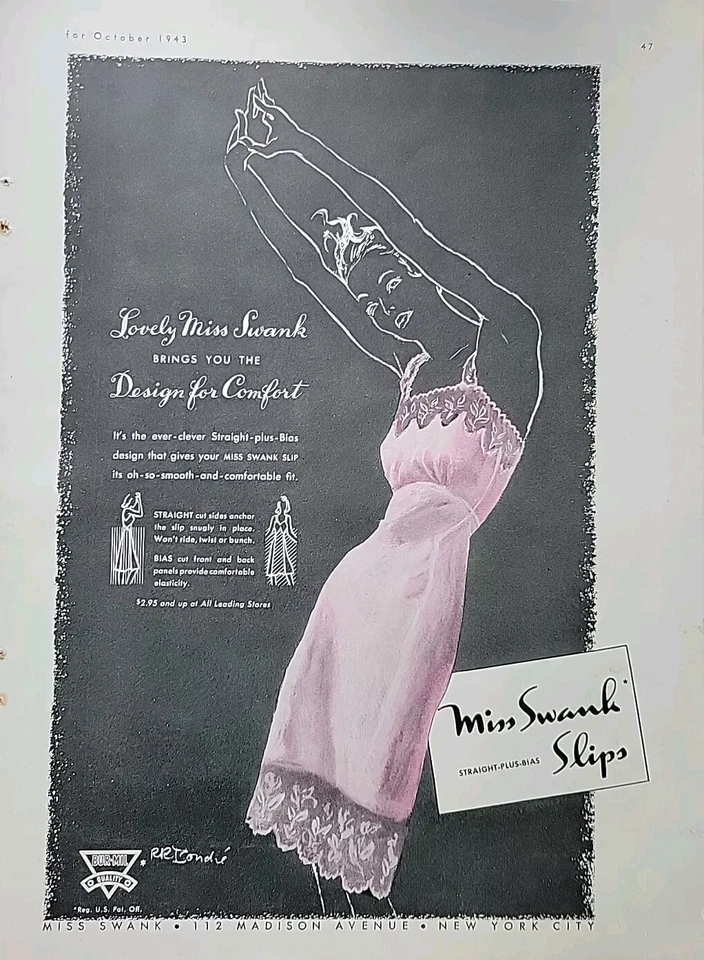 for October 1943
47
Lovely Miss Swank
BRINGS YOU THE
Design for Comfort
It's the ever-clever Straight-plus-Bias
design that gives your MISS SWANK SLIP
its oh-so-smooth-and-comfortable fit.
STRAIGHT cut sides anchor
the slip snugly in place.
Won't ride, twist or bunch.
BIAS cut front and back
panels provide comfortable
elasticity.
$2.95 and up at All Leading Stores
Miss Swank*
STRAIGHT-PLUS-BIAS Slips
BUR-MIL
QUALITY
*
*Reg. U.S. Pat. Off.
MISS SWANK • 112 MADISON AVENUE • NEW YORK CITY